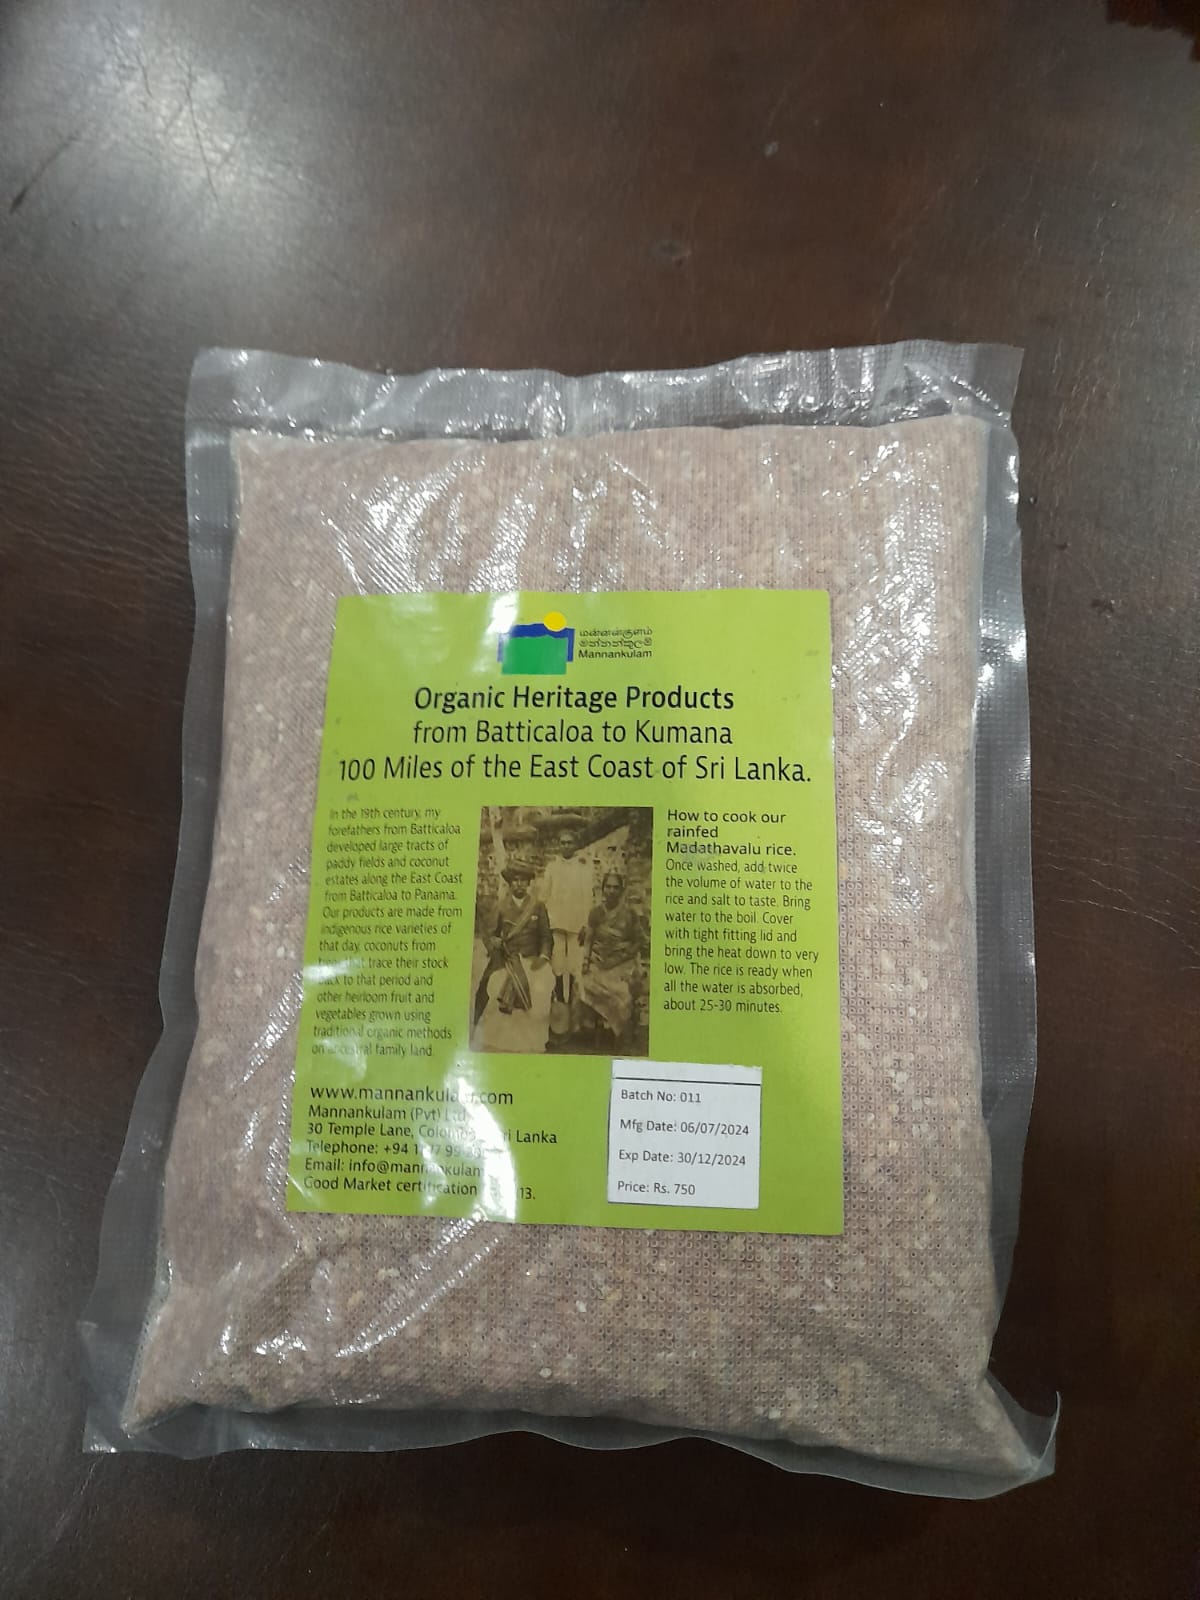 மன்னன்குளம்
මන්නන්කුලම්
Mannankulam
Organic Heritage Products
from Batticaloa to Kumana
100 Miles of the East Coast of Sri Lanka.
In the 19th century, my
forefathers from Batticaloa
developed large tracts of
paddy fields and coconut
estates along the East Coast
from Batticaloa to Panama.
Our products are made from
indigenous rice varieties of
that day, coconuts from
trace their stock
to that period and
other heirloom fruit and
vegetables grown using
traditional organic methods
on ancestral family land.
How to cook our
rainfed
Madathavalu rice.
Once washed, add twice
the volume of water to the
rice and salt to taste. Bring
water to the boil. Cover
with tight fitting lid and
bring the heat down to very
low. The rice is ready when
all the water is absorbed,
about 25-30 minutes.
www.mannankulam.com
Mannankulam (Pvt) Ltd
30 Temple Lane, Lanka
Telephone: +94
Email:
Good Market certification 13.
Batch No: 011
Mfg Date: 06/07/2024
Exp Date: 30/12/2024
Price: Rs. 750